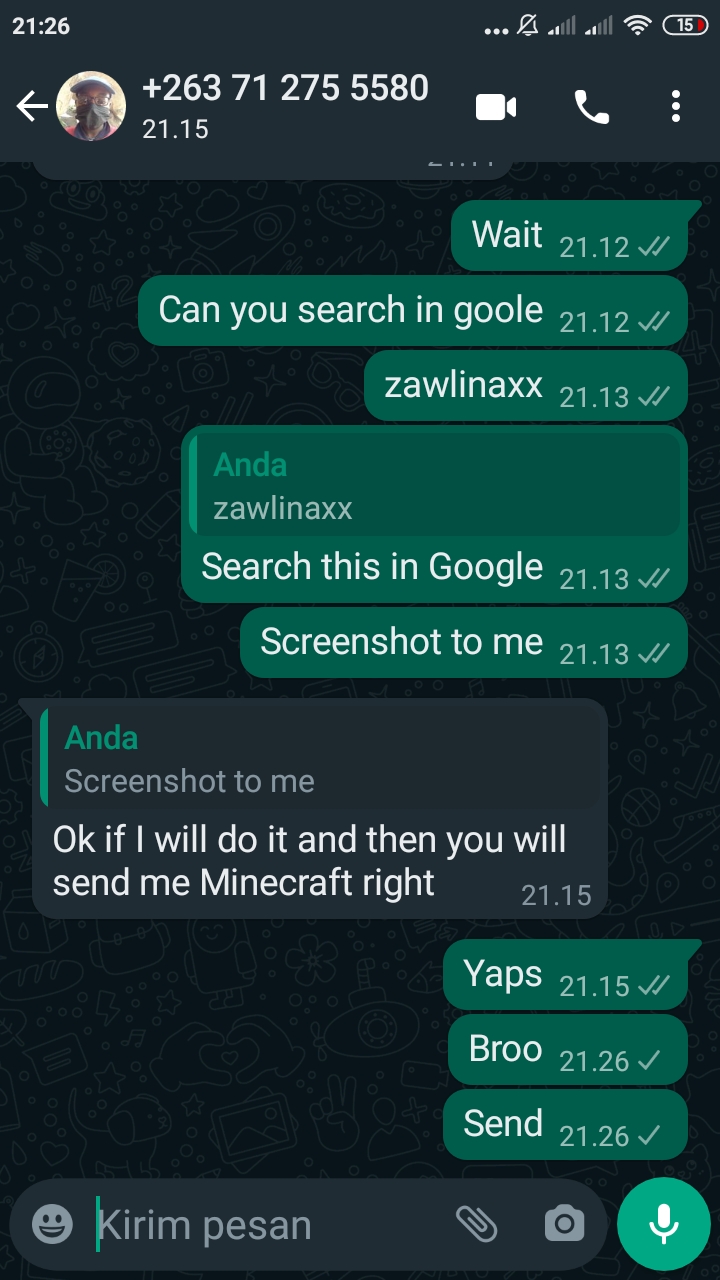 21:26
15
+263 71 275 5580
21.15
Wait 21.12
Can you search in goole 21.12
zawlinaxx 21.13
Anda
zawlinaxx
Search this in Google 21.13
Screenshot to me 21.13
Anda
Screenshot to me
Ok if I will do it and then you will
send me Minecraft right 21.15
Yaps 21.15
Broo 21.26
Send 21.26
Kirim pesan